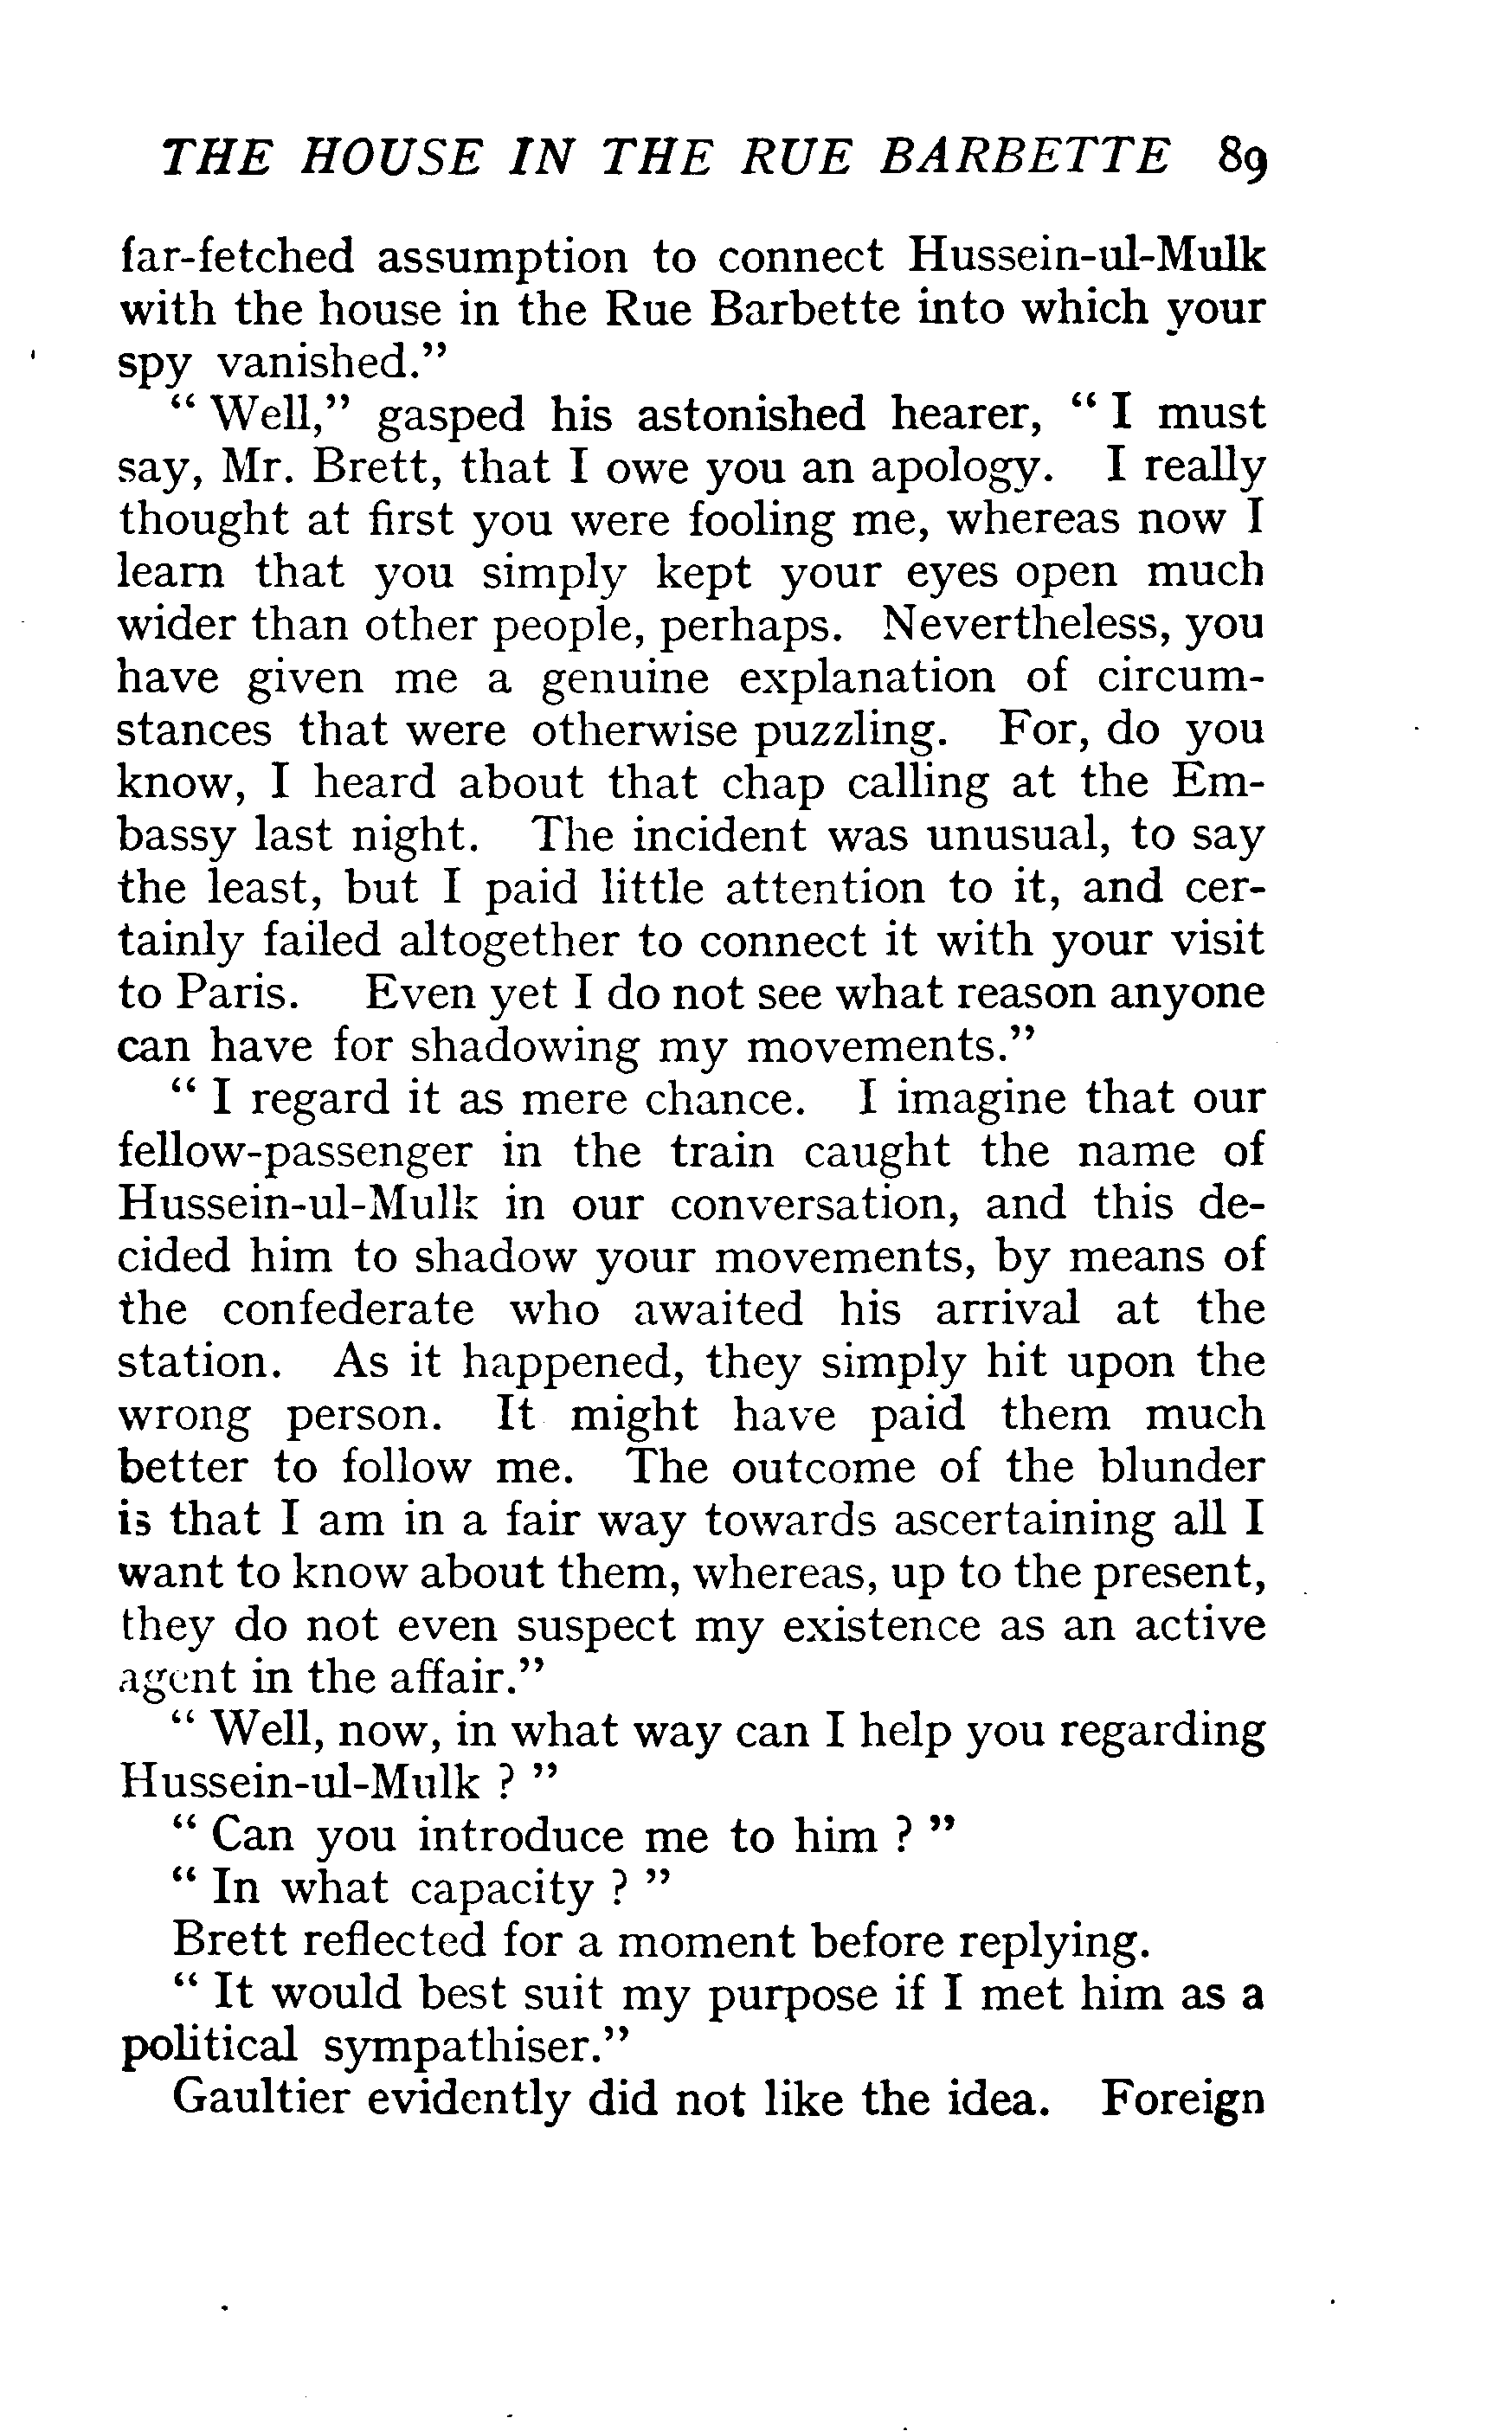 THE HOUSE IN THE RUE BARBETTE 89
far-fetched assumption to connect Hussein-ul-Mulk
with the house in the Rue Barbette into which your
spy vanished."
" Well," gasped his astonished hearer, " I must
say, Mr. Brett, that I owe you an apology. I really
thought at first you were fooling me, whereas now I
learn that you simply kept your eyes open much
wider than other people, perhaps. Nevertheless, you
have given me a genuine explanation of circum-
stances that were otherwise puzzling. For, do you
know, I heard about that chap calling at the Em-
bassy last night. The incident was unusual, to say
the least, but I paid little attention to it, and cer-
tainly failed altogether to connect it with your visit
to Paris. Even yet I do not see what reason anyone
can have for shadowing my movements."
" I regard it as mere chance. I imagine that our
fellow-passenger in the train caught the name of
Hussein-ul-Mulk in our conversation, and this de-
cided him to shadow your movements, by means of
the confederate who awaited his arrival at the
station. As it happened, they simply hit upon the
wrong person. It might have paid them much
better to follow me. The outcome of the blunder
is that I am in a fair way towards ascertaining all I
want to know about them, whereas, up to the present,
they do not even suspect my existence as an active
agent in the affair."
" Well, now, in what way can I help you regarding
Hussein-ul-Mulk ? "
" Can you introduce me to him ? "
" In what capacity ? "
Brett reflected for a moment before replying.
" It would best suit my purpose if I met him as a
political sympathiser."
Gaultier evidently did not like the idea. Foreign